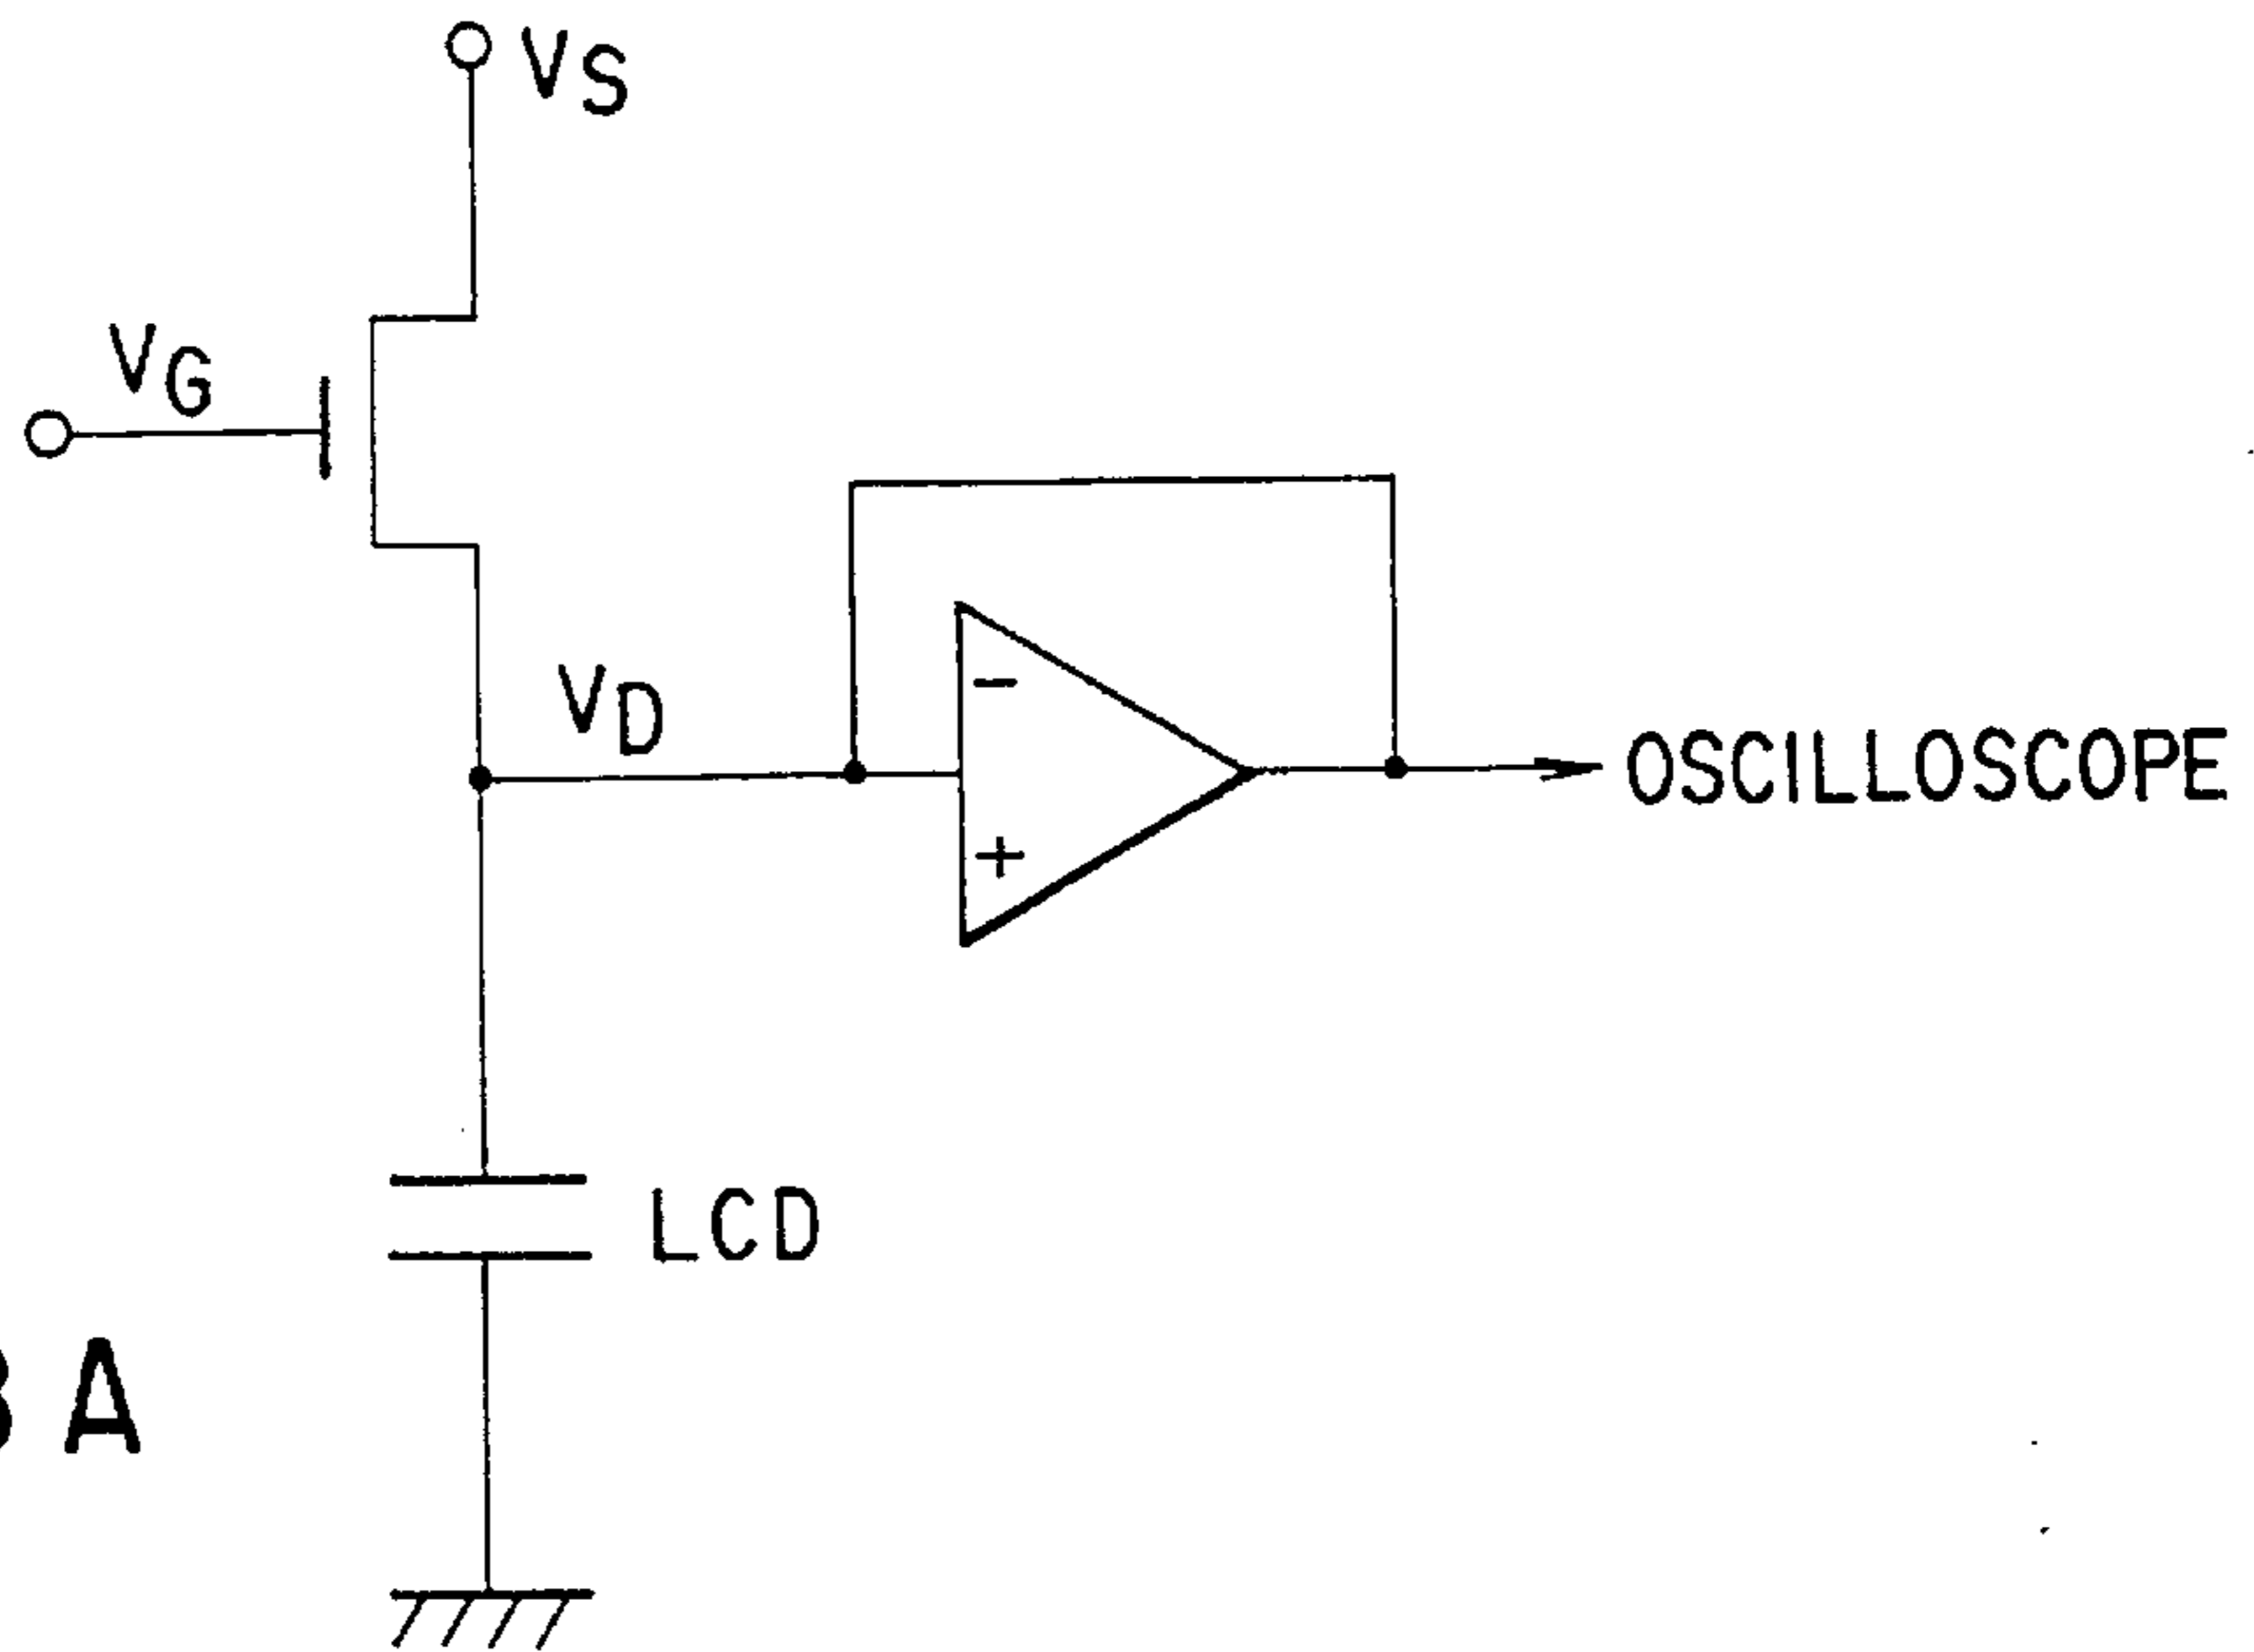 VS
VG
VD
-
+
OSCILLOSCOPE
LCD
A